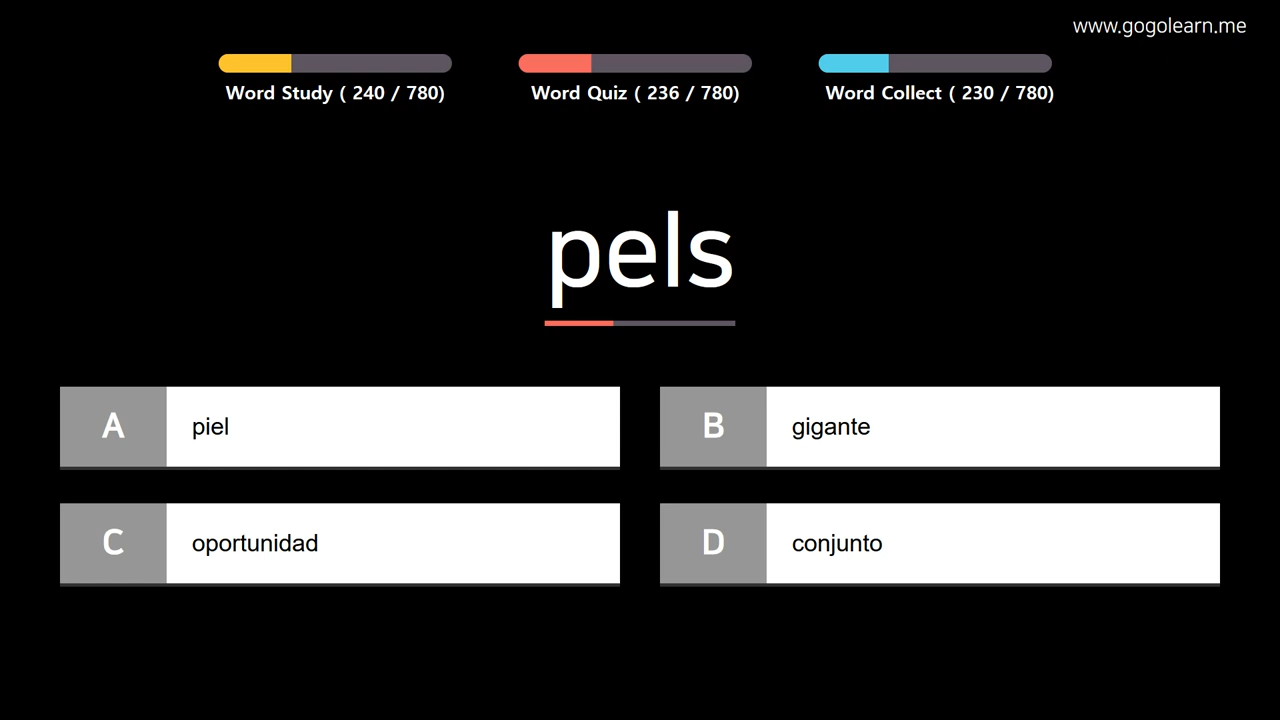 www.gogolearn.me
Word Study ( 240 / 780)
Word Quiz ( 236 / 780)
Word Collect ( 230 / 780)
pels
A piel
B gigante
C oportunidad
D conjunto